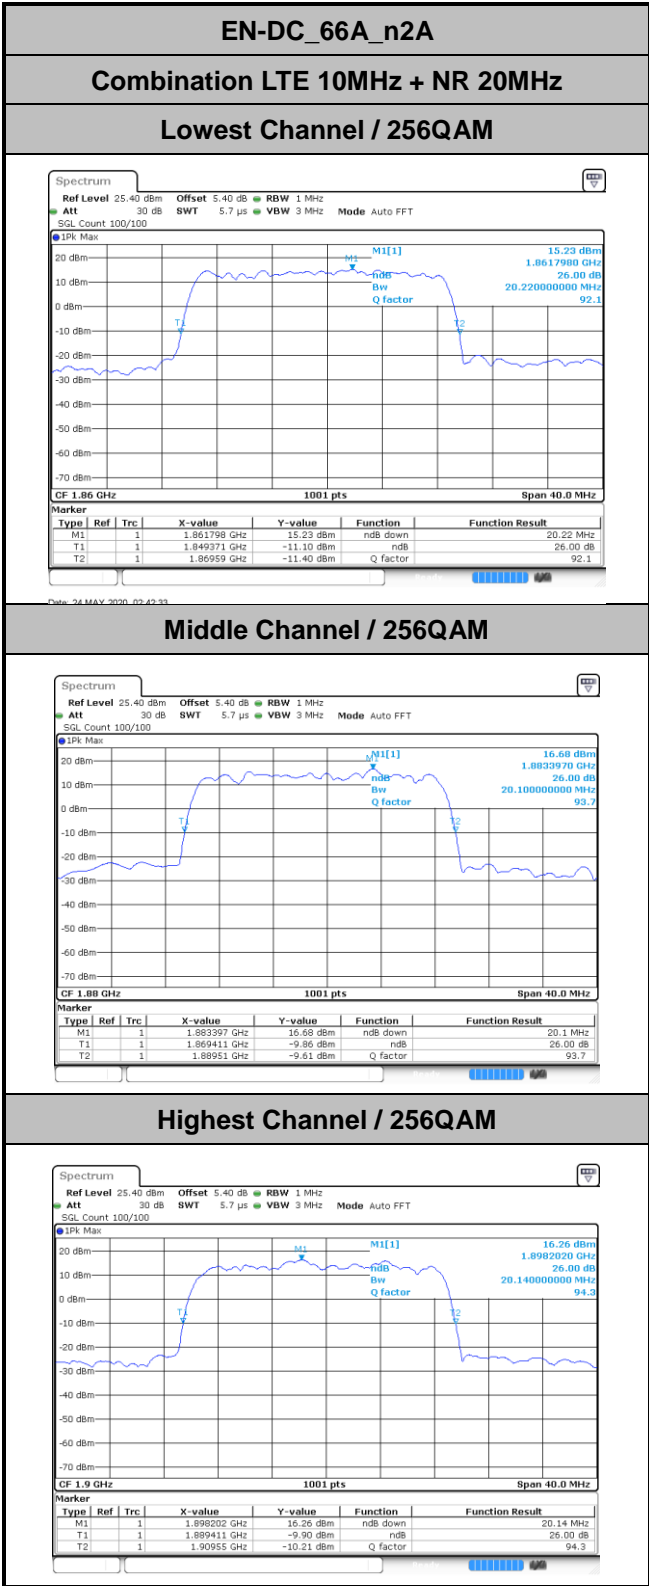 EN-DC_66A_n2A
Combination LTE 10MHz + NR 20MHz
Lowest Channel / 256QAM
Spectrum
Ref Level 25.40 dBm Offset 5.40 dB RBW 1 MHz
Att 30 dB SWT 5.7 µs VBW 3 MHz Mode Auto FFT
SGL Count 100/100
1Pk Max
M1[1] 15.23 dBm
1.8617980 GHz
ndB 26.00 dB
Bw 20.220000000 MHz
Q factor 92.1
M1
T1
T2
20 dBm
10 dBm
0 dBm
-10 dBm
-20 dBm
-30 dBm
-40 dBm
-50 dBm
-60 dBm
-70 dBm
CF 1.86 GHz 1001 pts Span 40.0 MHz
Marker
Type Ref Trc X-value Y-value Function Function Result
M1 1 1.861798 GHz 15.23 dBm ndB down 20.22 MHz
T1 1 1.849371 GHz -11.10 dBm ndB 26.00 dB
T2 1 1.86959 GHz -11.40 dBm Q factor 92.1
Date: 24 MAY 2020 02:42:33
Middle Channel / 256QAM
Spectrum
Ref Level 25.40 dBm Offset 5.40 dB RBW 1 MHz
Att 30 dB SWT 5.7 µs VBW 3 MHz Mode Auto FFT
SGL Count 100/100
1Pk Max
M1[1] 16.68 dBm
1.8833970 GHz
ndB 26.00 dB
Bw 20.100000000 MHz
Q factor 93.7
M1
T1
T2
20 dBm
10 dBm
0 dBm
-10 dBm
-20 dBm
-30 dBm
-40 dBm
-50 dBm
-60 dBm
-70 dBm
CF 1.88 GHz 1001 pts Span 40.0 MHz
Marker
Type Ref Trc X-value Y-value Function Function Result
M1 1 1.883397 GHz 16.68 dBm ndB down 20.1 MHz
T1 1 1.869411 GHz -9.86 dBm ndB 26.00 dB
T2 1 1.88951 GHz -9.61 dBm Q factor 93.7
Highest Channel / 256QAM
Spectrum
Ref Level 25.40 dBm Offset 5.40 dB RBW 1 MHz
Att 30 dB SWT 5.7 µs VBW 3 MHz Mode Auto FFT
SGL Count 100/100
1Pk Max
M1[1] 16.26 dBm
1.8982020 GHz
ndB 26.00 dB
Bw 20.140000000 MHz
Q factor 94.3
M1
T1
T2
20 dBm
10 dBm
0 dBm
-10 dBm
-20 dBm
-30 dBm
-40 dBm
-50 dBm
-60 dBm
-70 dBm
CF 1.9 GHz 1001 pts Span 40.0 MHz
Marker
Type Ref Trc X-value Y-value Function Function Result
M1 1 1.898202 GHz 16.26 dBm ndB down 20.14 MHz
T1 1 1.889411 GHz -9.90 dBm ndB 26.00 dB
T2 1 1.90955 GHz -10.21 dBm Q factor 94.3